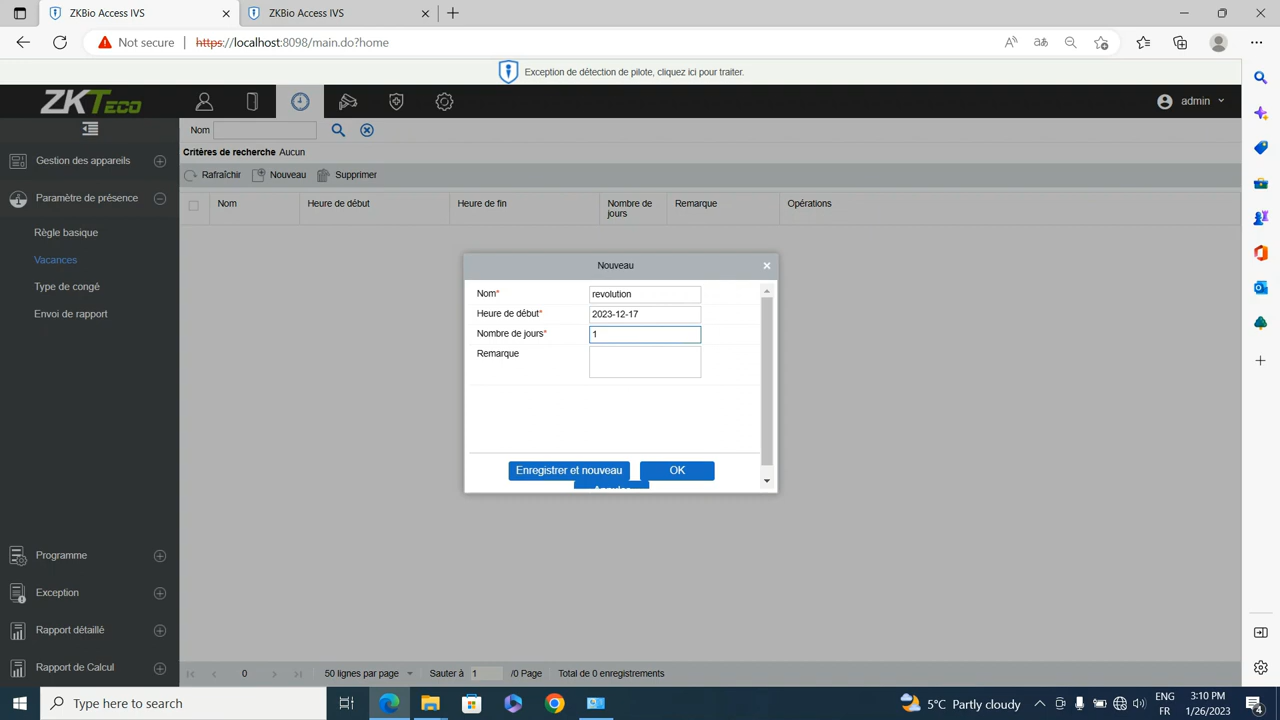 ZKBio Access IVS
ZKBio Access IVS
Not secure
https://localhost:8098/main.do?home
Exception de détection de pilote, cliquez ici pour traiter.
ZKTeco
admin
Nom
Critères de recherche Aucun
Rafraîchir Nouveau Supprimer
Nom Heure de début Heure de fin Nombre de jours Remarque Opérations
Gestion des appareils
Paramètre de présence
Règle basique
Vacances
Type de congé
Envoi de rapport
Programme
Exception
Rapport détaillé
Rapport de Calcul
Nouveau
Nom* revolution
Heure de début* 2023-12-17
Nombre de jours* 1
Remarque
Enregistrer et nouveau OK
Annuler
0 50 lignes par page Sauter à 1 /0 Page Total de 0 enregistrements
Type here to search
5°C Partly cloudy
ENG
FR
3:10 PM
1/26/2023
4